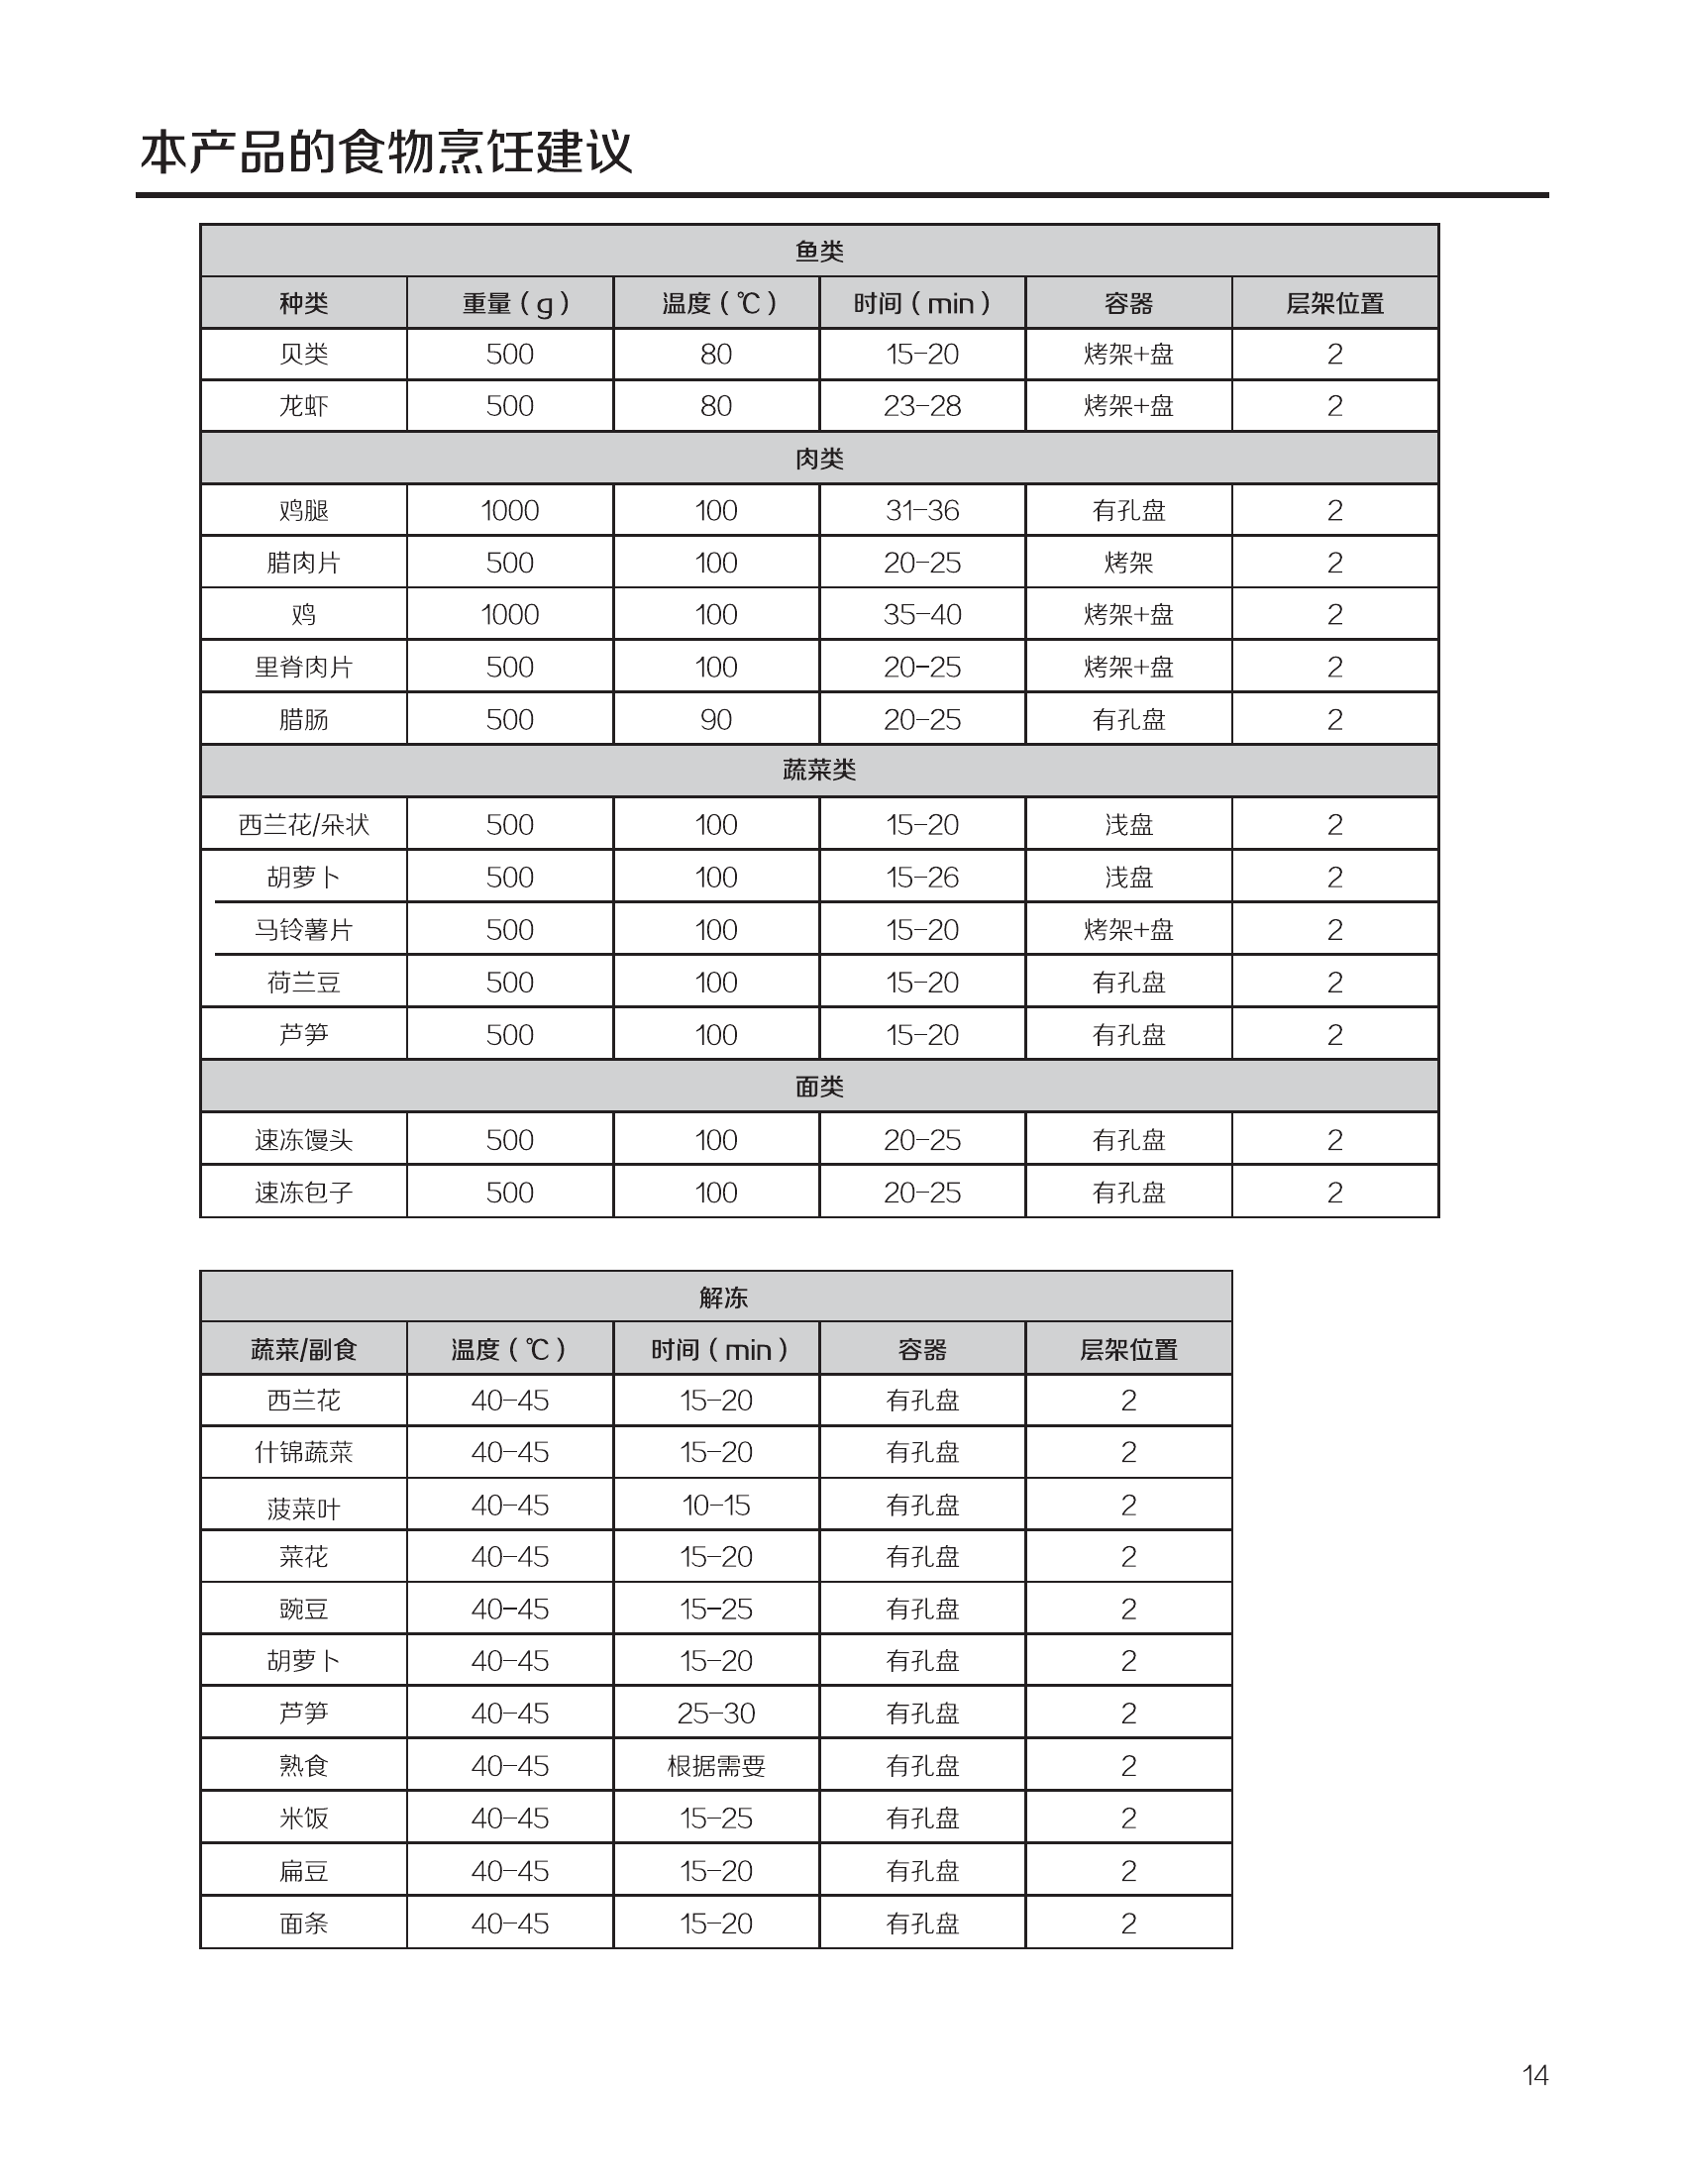 本产品的食物烹饪建议
鱼类
种类 重量（g） 温度（℃） 时间（min） 容器 层架位置
贝类 500 80 15-20 烤架+盘 2
龙虾 500 80 23-28 烤架+盘 2
肉类
鸡腿 1000 100 31-36 有孔盘 2
腊肉片 500 100 20-25 烤架 2
鸡 1000 100 35-40 烤架+盘 2
里脊肉片 500 100 20-25 烤架+盘 2
腊肠 500 90 20-25 有孔盘 2
蔬菜类
西兰花/朵状 500 100 15-20 浅盘 2
胡萝卜 500 100 15-26 浅盘 2
马铃薯片 500 100 15-20 烤架+盘 2
荷兰豆 500 100 15-20 有孔盘 2
芦笋 500 100 15-20 有孔盘 2
面类
速冻馒头 500 100 20-25 有孔盘 2
速冻包子 500 100 20-25 有孔盘 2
解冻
蔬菜/副食 温度（℃） 时间（min） 容器 层架位置
西兰花 40-45 15-20 有孔盘 2
什锦蔬菜 40-45 15-20 有孔盘 2
菠菜叶 40-45 10-15 有孔盘 2
菜花 40-45 15-20 有孔盘 2
豌豆 40-45 15-25 有孔盘 2
胡萝卜 40-45 15-20 有孔盘 2
芦笋 40-45 25-30 有孔盘 2
熟食 40-45 根据需要 有孔盘 2
米饭 40-45 15-25 有孔盘 2
扁豆 40-45 15-20 有孔盘 2
面条 40-45 15-20 有孔盘 2
14